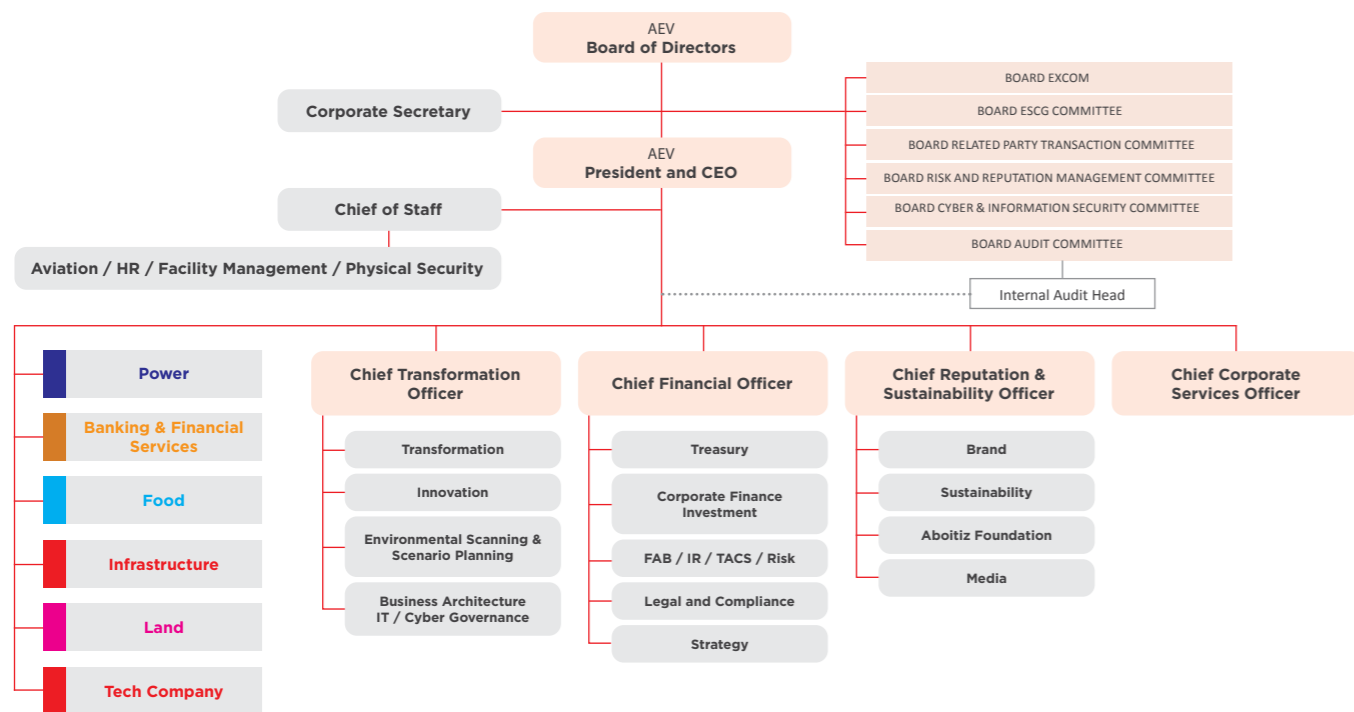 AEV
Board of Directors
Corporate Secretary
BOARD EXCOM
BOARD ESCG COMMITTEE
BOARD RELATED PARTY TRANSACTION COMMITTEE
BOARD RISK AND REPUTATION MANAGEMENT COMMITTEE
BOARD CYBER & INFORMATION SECURITY COMMITTEE
BOARD AUDIT COMMITTEE
Internal Audit Head
AEV
President and CEO
Chief of Staff
Aviation / HR / Facility Management / Physical Security
Power
Banking & Financial
Services
Food
Infrastructure
Land
Tech Company
Chief Transformation
Officer
Transformation
Innovation
Environmental Scanning &
Scenario Planning
Business Architecture
IT / Cyber Governance
Chief Financial Officer
Treasury
Corporate Finance
Investment
FAB / IR / TACS / Risk
Legal and Compliance
Strategy
Chief Reputation &
Sustainability Officer
Brand
Sustainability
Aboitiz Foundation
Media
Chief Corporate
Services Officer